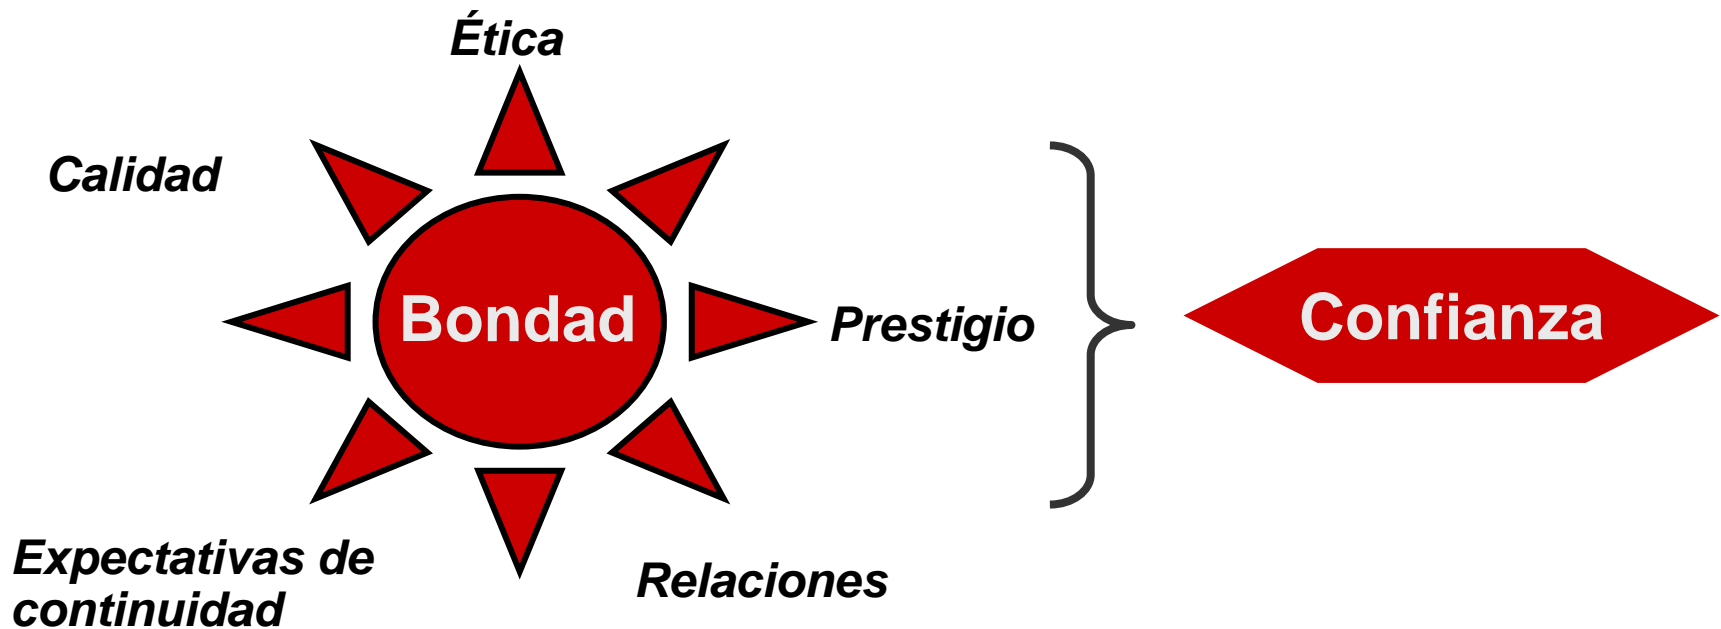 Ética
Calidad
Bondad
Prestigio
Confianza
Expectativas de
continuidad
Relaciones